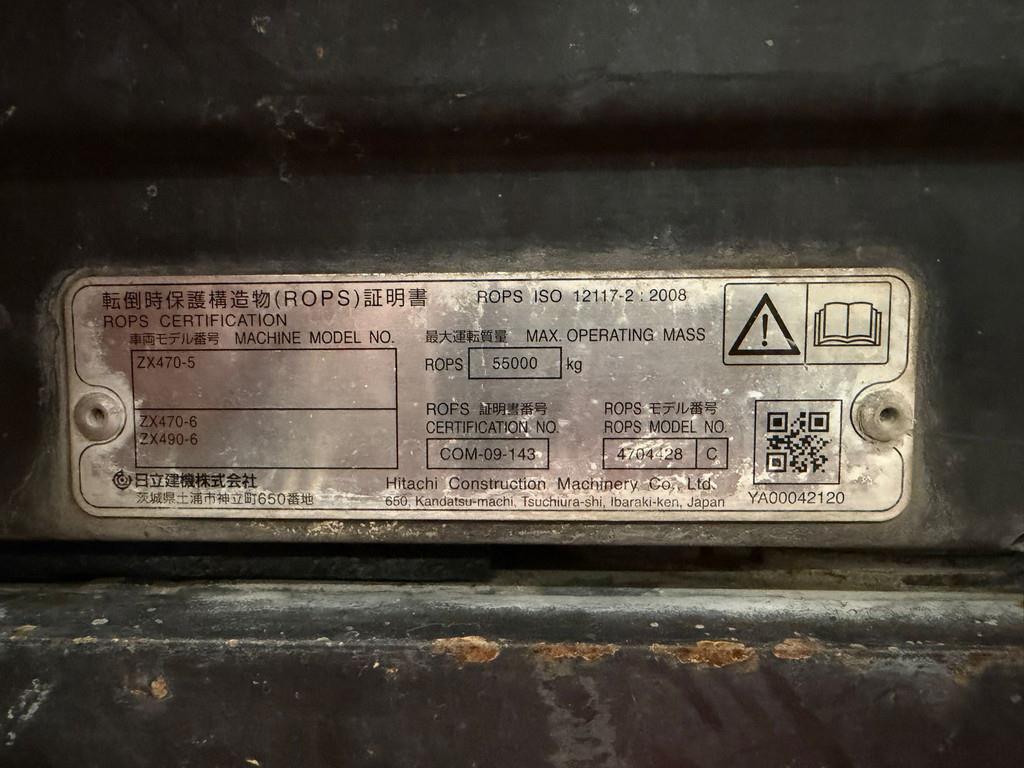 転倒時保護構造物(ROPS)証明書 ROPS ISO 12117-2 : 2008
ROPS CERTIFICATION
車両モデル番号 MACHINE MODEL NO.
ZX470-5
ZX470-6
ZX490-6
最大運転質量 MAX. OPERATING MASS
ROPS 55000 kg
ROPS 証明書番号
CERTIFICATION NO.
COM-09-143
ROPS モデル番号
ROPS MODEL NO.
4704428 C
日立建機株式会社
茨城県土浦市神立町650番地
Hitachi Construction Machinery Co., Ltd.
650, Kandatsu-machi, Tsuchiura-shi, Ibaraki-ken, Japan
YA00042120